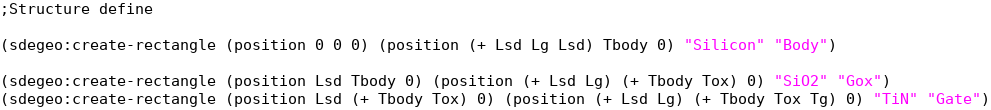 ;Structure define
(sdegeo:create-rectangle (position 0 0 0) (position (+ Lsd Lg Lsd) Tbody 0) "Silicon" "Body")
(sdegeo:create-rectangle (position Lsd Tbody 0) (position (+ Lsd Lg) (+ Tbody Tox) 0) "SiO2" "Gox")
(sdegeo:create-rectangle (position Lsd (+ Tbody Tox) 0) (position (+ Lsd Lg) (+ Tbody Tox Tg) 0) "TiN" "Gate")